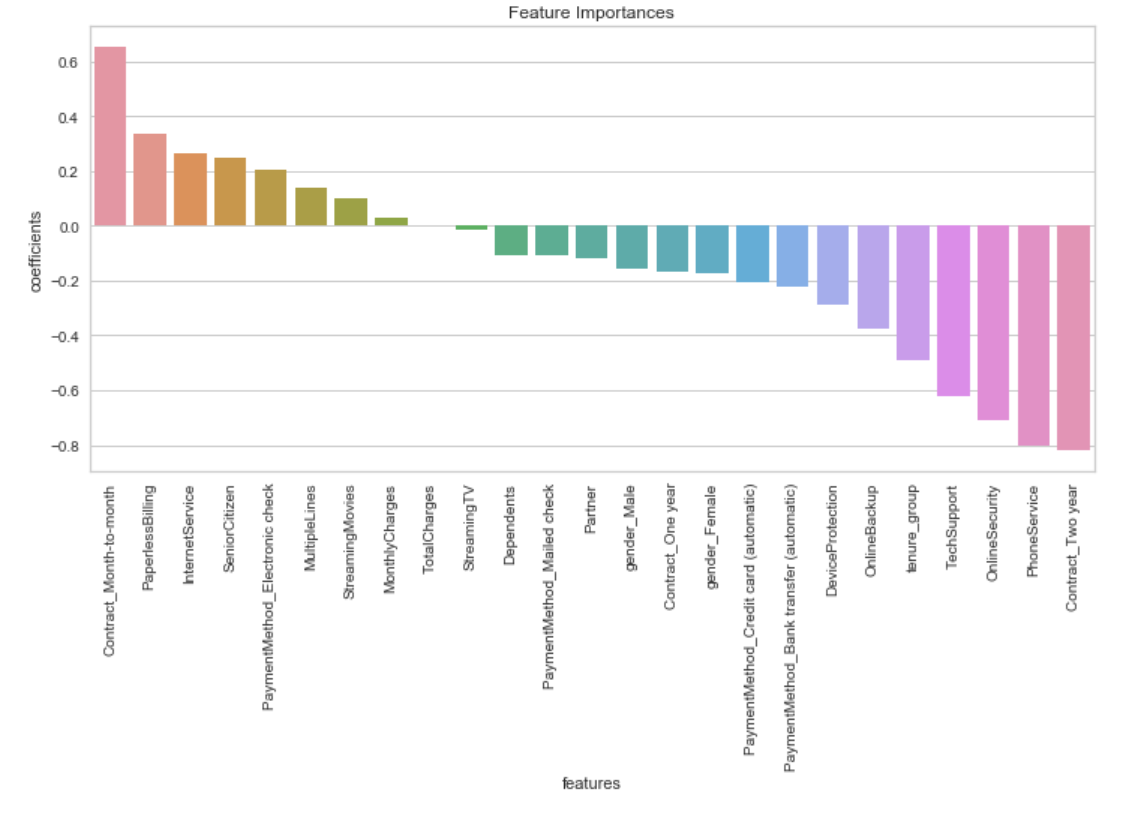 Feature Importances
0.6
0.4
0.2
0.0
−0.2
−0.4
−0.6
−0.8
coefficients
Contract_Month-to-month
PaperlessBilling
InternetService
SeniorCitizen
PaymentMethod_Electronic check
MultipleLines
StreamingMovies
MonthlyCharges
TotalCharges
StreamingTV
Dependents
PaymentMethod_Mailed check
Partner
gender_Male
Contract_One year
gender_Female
PaymentMethod_Credit card (automatic)
PaymentMethod_Bank transfer (automatic)
DeviceProtection
OnlineBackup
tenure_group
TechSupport
OnlineSecurity
PhoneService
Contract_Two year
features